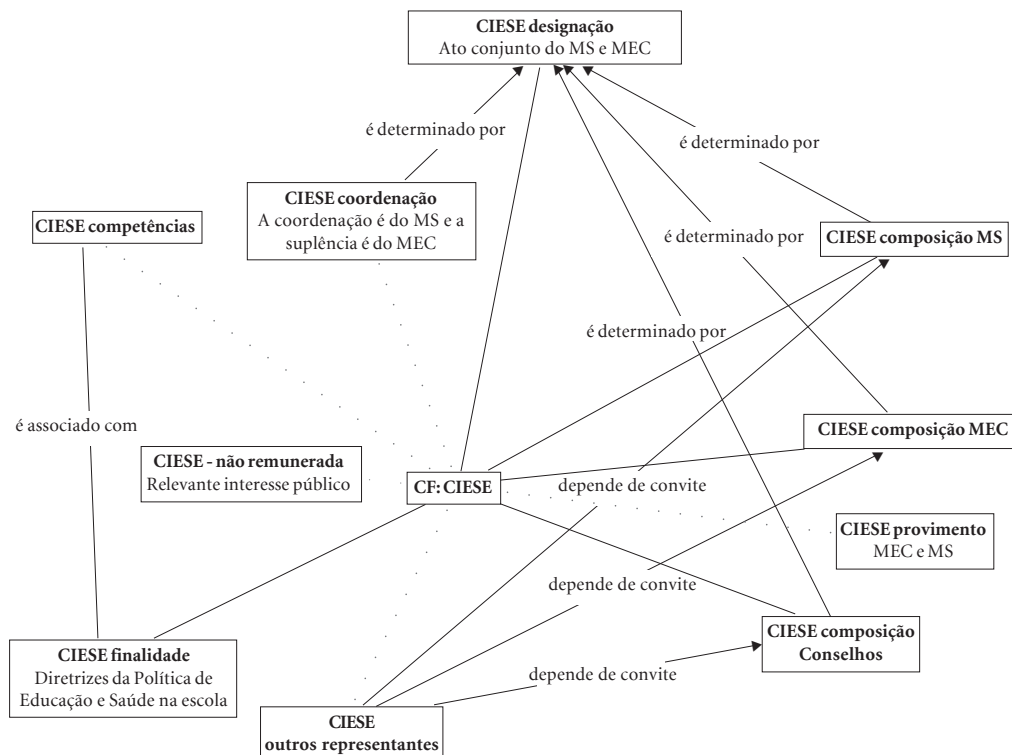 CIESE designação
Ato conjunto do MS e MEC
é determinado por
é determinado por
CIESE coordenação
A coordenação é do MS e a
suplência é do MEC
CIESE competências
é determinado por
CIESE composição MS
é determinado por
é associado com
CIESE composição MEC
CIESE - não remunerada
Relevante interesse público
CF: CIESE
depende de convite
CIESE provimento
MEC e MS
depende de convite
CIESE composição
Conselhos
CIESE finalidade
Diretrizes da Política de
Educação e Saúde na escola
depende de convite
CIESE
outros representantes